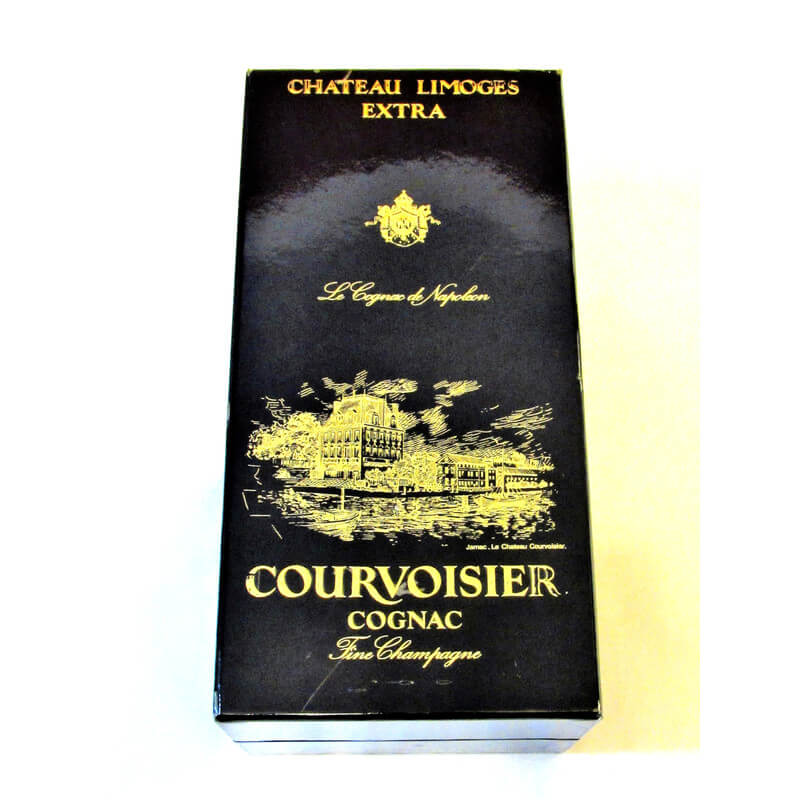 CHATEAU LIMOGES
EXTRA
Le Cognac de Napoleon
Jarnac . Le Chateau Courvoisier.
COURVOISIER
COGNAC
Fine Champagne